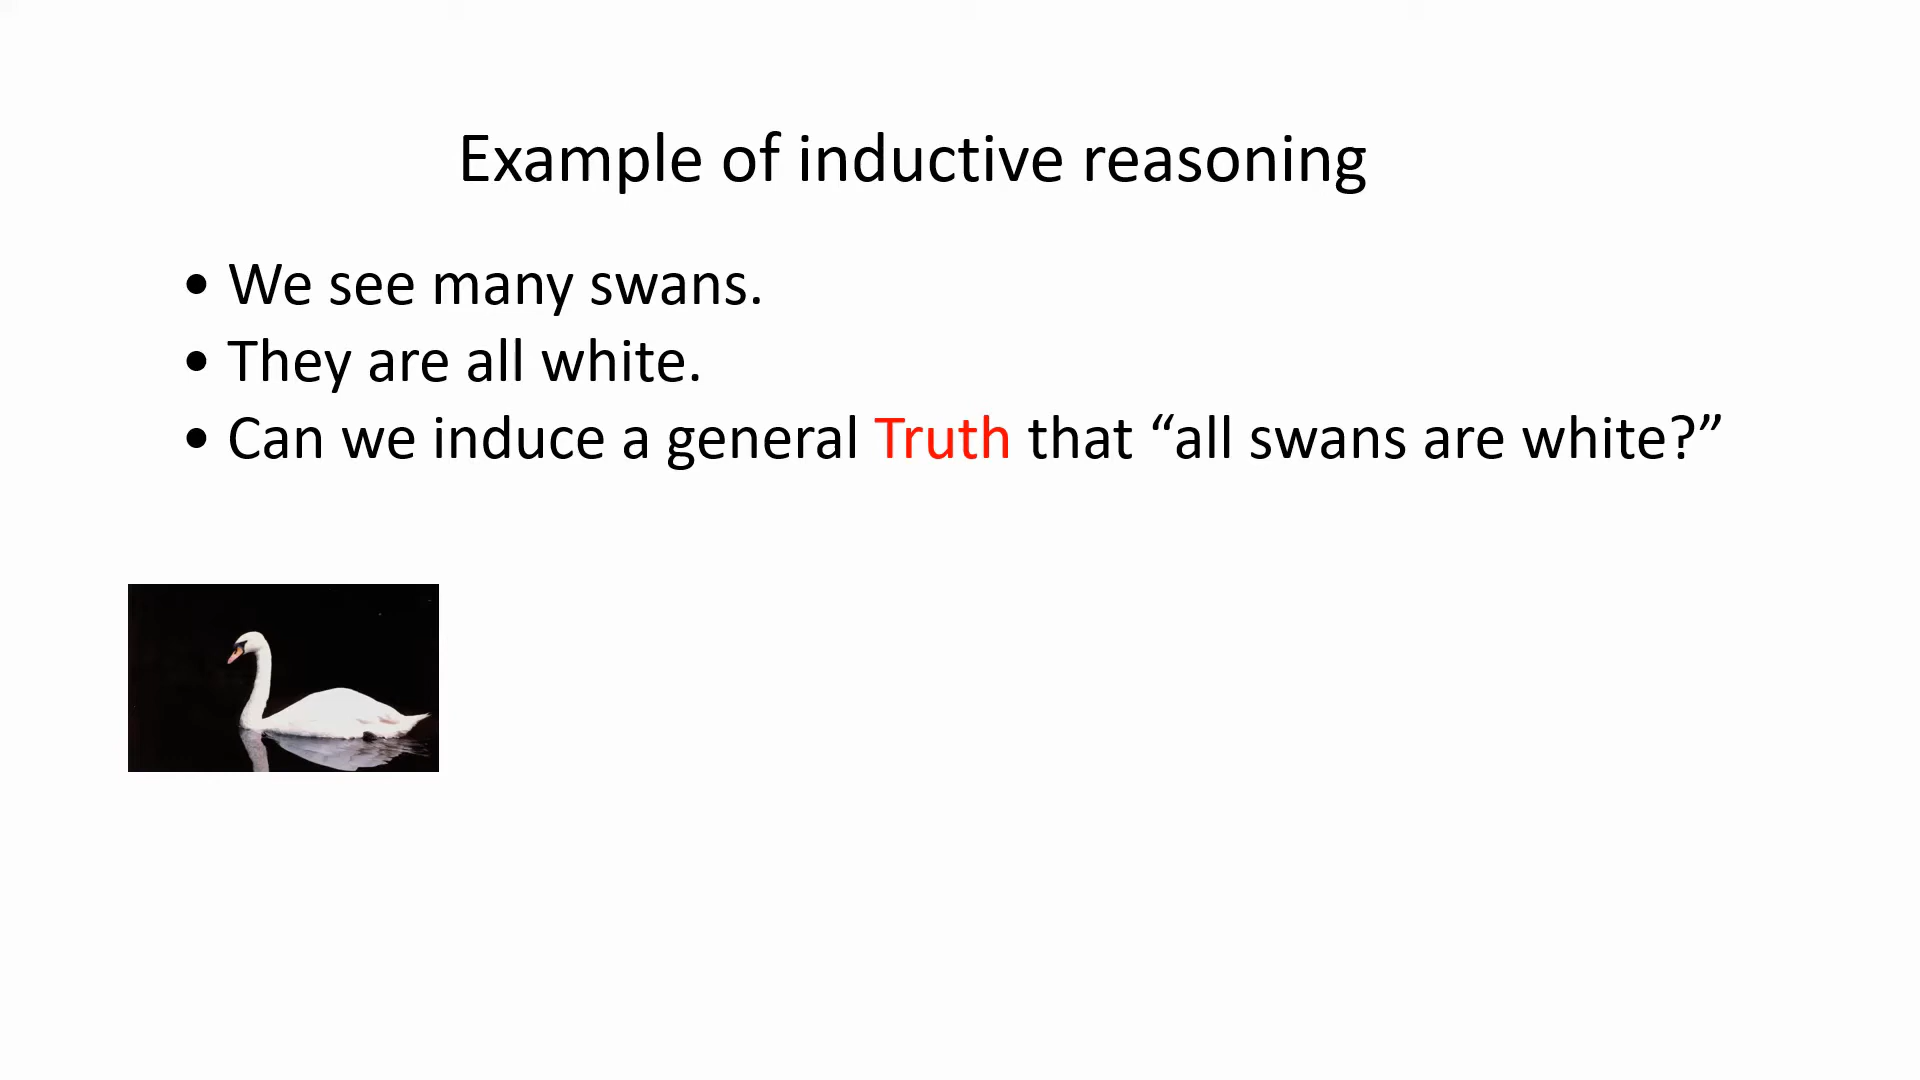 Example of inductive reasoning
• We see many swans.
• They are all white.
• Can we induce a general Truth that “all swans are white?”